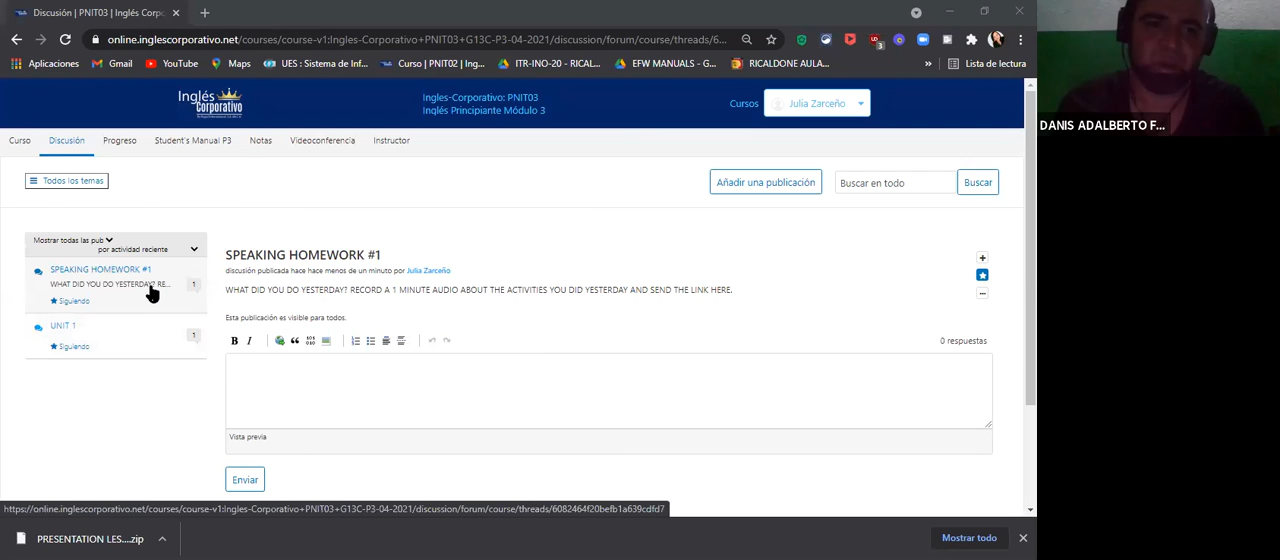 Discusión | PNIT03 | Inglés Corpo
online.inglescorporativo.net/courses/course-v1:Ingles-Corporativo+PNIT03+G13C-P3-04-2021/discussion/forum/course/threads/6...
Aplicaciones Gmail YouTube Maps UES : Sistema de Inf... Curso | PNIT02 | Ing... ITR-INO-20 - RICAL... EFW MANUALS - G... RICALDONE AULA... » Lista de lectura
Inglés Corporativo
Ingles-Corporativo: PNIT03
Inglés Principiante Módulo 3
Cursos Julia Zarceño
DANIS ADALBERTO F...
Curso Discusión Progreso Student's Manual P3 Notas Videoconferencia Instructor
Todos los temas Añadir una publicación Buscar en todo Buscar
Mostrar todas las pub
por actividad reciente
SPEAKING HOMEWORK #1
WHAT DID YOU DO YESTERDAY? RE...
1
Siguiendo
UNIT 1
1
Siguiendo
SPEAKING HOMEWORK #1
discusión publicada hace hace menos de un minuto por Julia Zarceño
WHAT DID YOU DO YESTERDAY? RECORD A 1 MINUTE AUDIO ABOUT THE ACTIVITIES YOU DID YESTERDAY AND SEND THE LINK HERE.
Esta publicación es visible para todos.
B I 0 respuestas
Vista previa
Enviar
https://online.inglescorporativo.net/courses/course-v1:Ingles-Corporativo+PNIT03+G13C-P3-04-2021/discussion/forum/course/threads/6082464f20befb1a639cdfd7
PRESENTATION LES....zip Mostrar todo